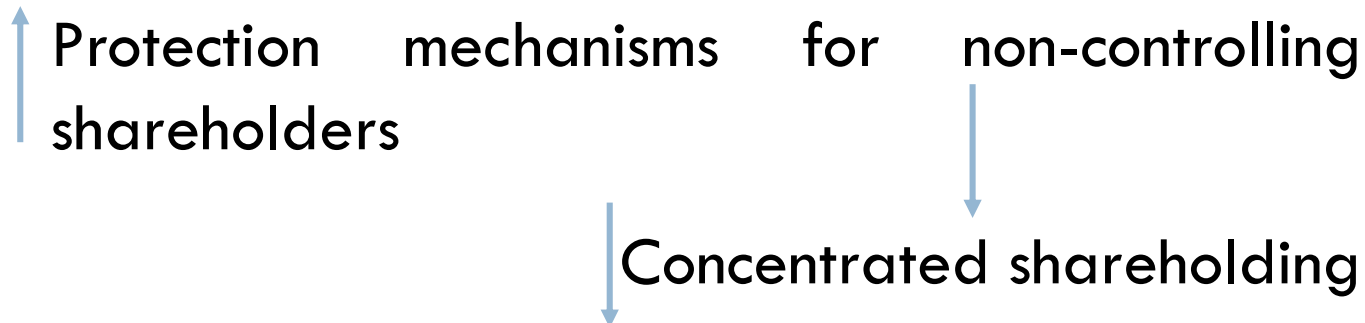 Protection mechanisms for non-controlling
shareholders
Concentrated shareholding